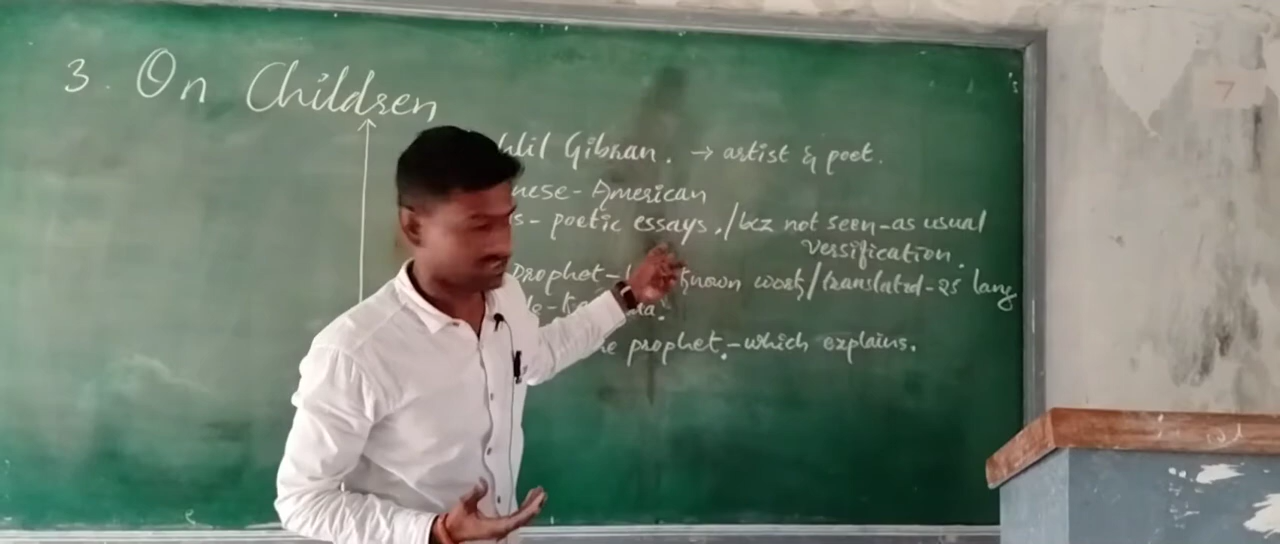 3. On Children
Gibran. → artist & poet.
- American
- poetic essays. / bcz not seen - as usual
versification.
prophet - known work / translated - 25 lang
prophet. - which explains.
7